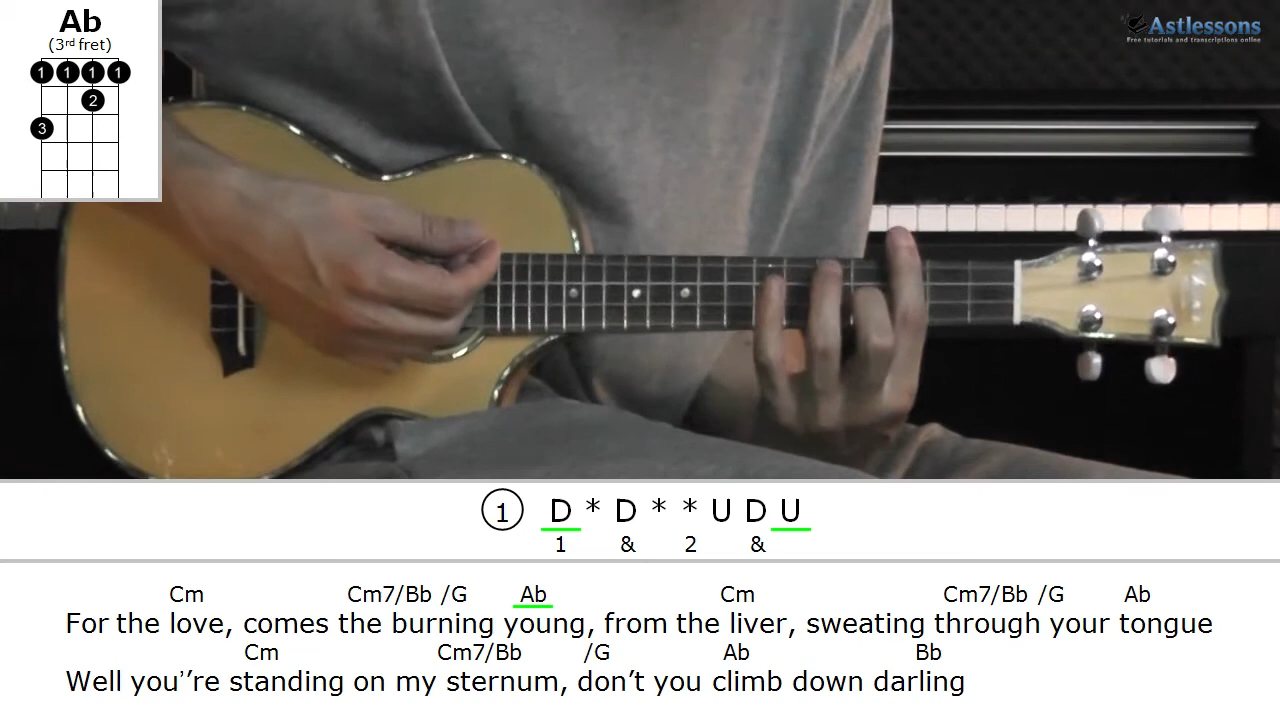 Ab
(3rd fret)
1 1 1 1
2
3
Astlessons
Free tutorials and transcriptions online
1 D * D * * U D U
1 & 2 &
Cm Cm7/Bb /G Ab Cm Cm7/Bb /G Ab
For the love, comes the burning young, from the liver, sweating through your tongue
Cm Cm7/Bb /G Ab Bb
Well you’’re standing on my sternum, don’t you climb down darling